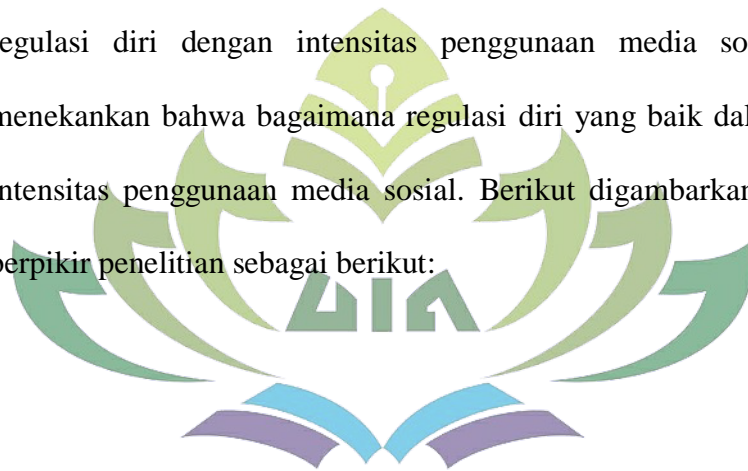 regulasi diri dengan intensitas penggunaan media so
menekankan bahwa bagaimana regulasi diri yang baik dal
intensitas penggunaan media sosial. Berikut digambarkan
berpikir penelitian sebagai berikut:
UIN